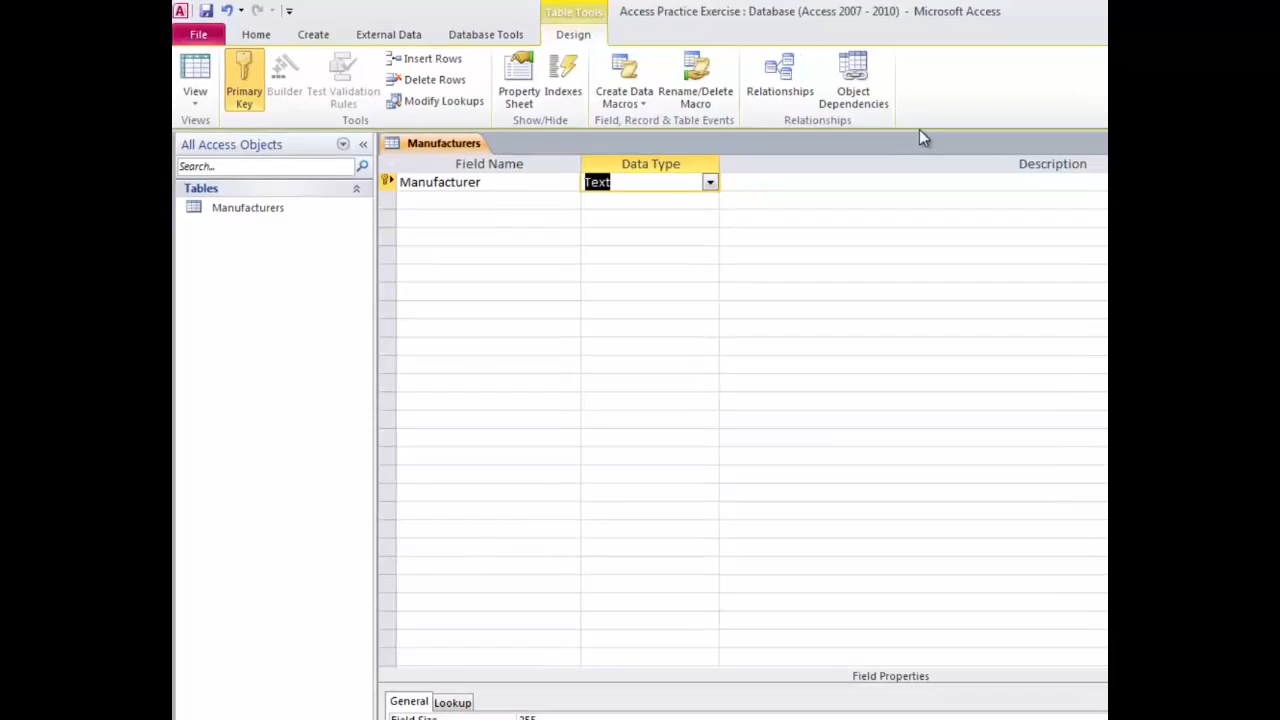 Table Tools
Access Practice Exercise : Database (Access 2007 - 2010) - Microsoft Access
File Home Create External Data Database Tools Design
View
Primary Key
Builder
Test Validation Rules
Insert Rows
Delete Rows
Modify Lookups
Property Sheet
Indexes
Create Data Macros
Rename/Delete Macro
Relationships
Object Dependencies
Views Tools Show/Hide Field, Record & Table Events Relationships
All Access Objects
Search...
Tables
Manufacturers
Manufacturers
Field Name Data Type Description
Manufacturer Text
Field Properties
General Lookup
Field Size 255